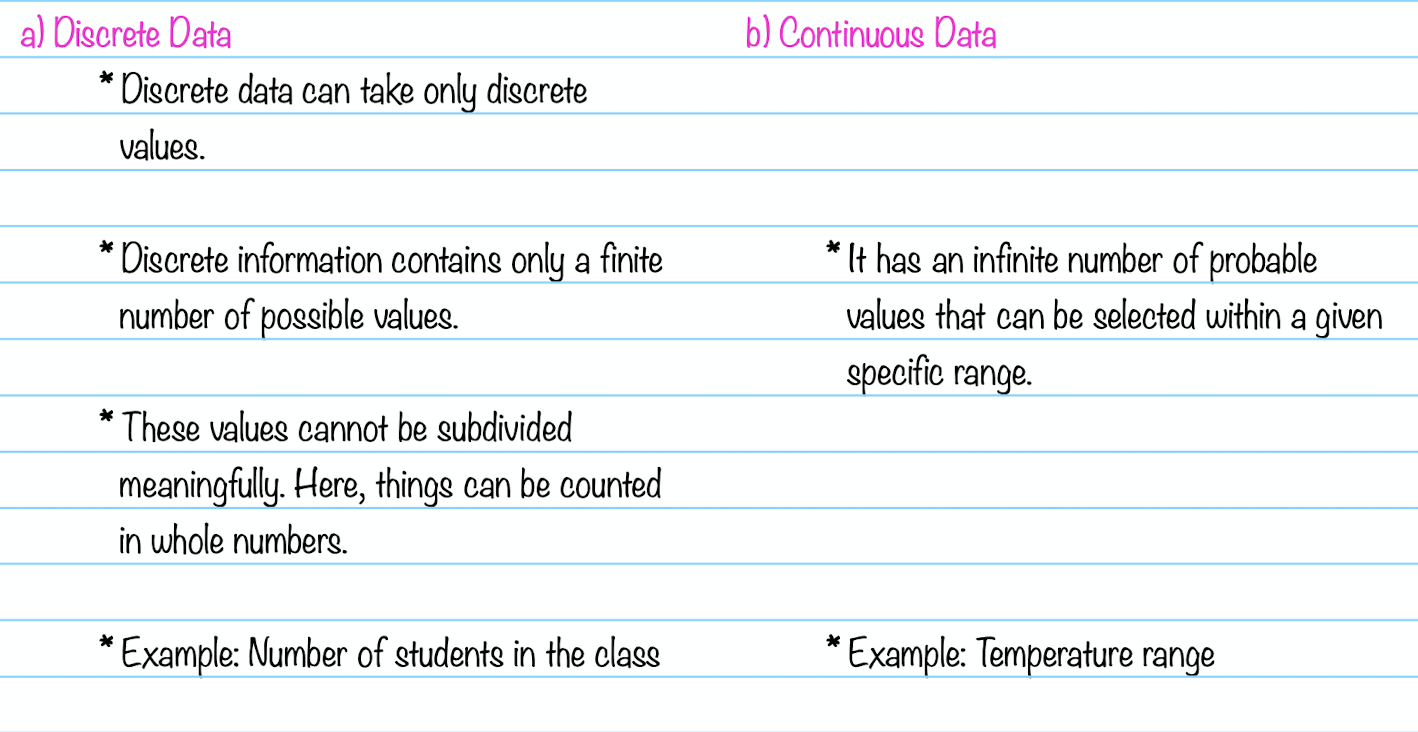 a) Discrete Data
b) Continuous Data
* Discrete data can take only discrete
values.
* Discrete information contains only a finite
number of possible values.
* It has an infinite number of probable
values that can be selected within a given
specific range.
* These values cannot be subdivided
meaningfully. Here, things can be counted
in whole numbers.
* Example: Number of students in the class
* Example: Temperature range